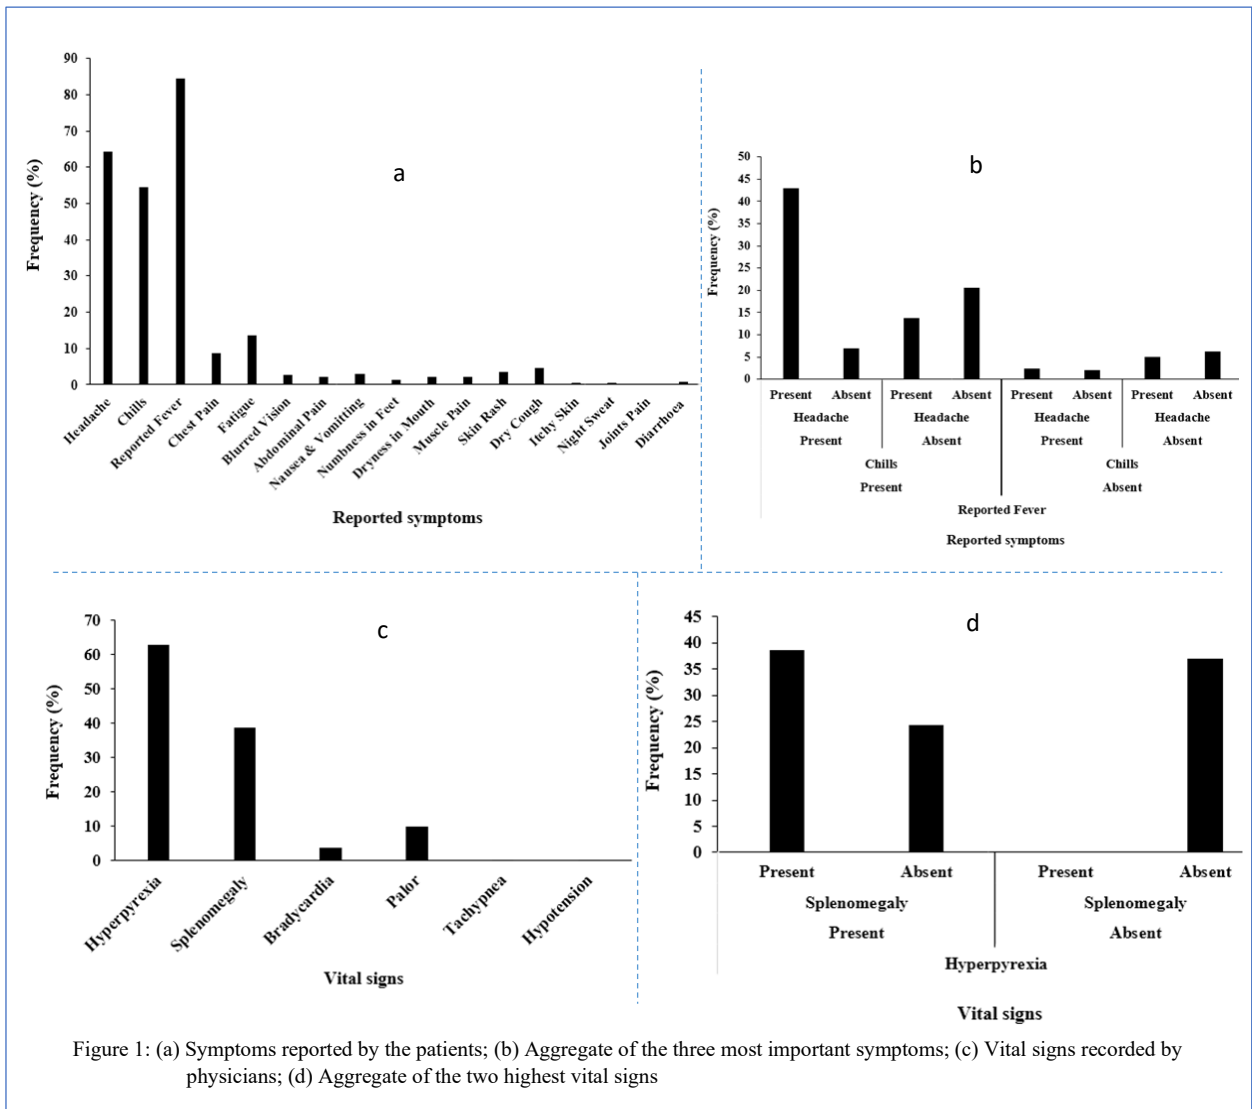 a
90
80
70
60
50
40
30
20
10
0
Frequency (%)
Headache
Chills
Reported Fever
Chest Pain
Fatigue
Blurred Vision
Abdominal Pain
Nausea & Vomitting
Numbness in Feet
Dryness in Mouth
Muscle Pain
Skin Rash
Dry Cough
Itchy Skin
Night Sweat
Joints Pain
Diarrhoea
Reported symptoms
b
50
45
40
35
30
25
20
15
10
5
0
Frequency (%)
Present Absent Present Absent Present Absent Present Absent
Headache Headache Headache Headache
Present Absent Present Absent
Chills Chills
Present Absent
Reported Fever
Reported symptoms
c
70
60
50
40
30
20
10
0
Frequency (%)
Hyperpyrexia
Splenomegaly
Bradycardia
Palor
Tachypnea
Hypotension
Vital signs
d
45
40
35
30
25
20
15
10
5
0
Frequency (%)
Present Absent Present Absent
Splenomegaly Splenomegaly
Present Absent
Hyperpyrexia
Vital signs
Figure 1: (a) Symptoms reported by the patients; (b) Aggregate of the three most important symptoms; (c) Vital signs recorded by
physicians; (d) Aggregate of the two highest vital signs